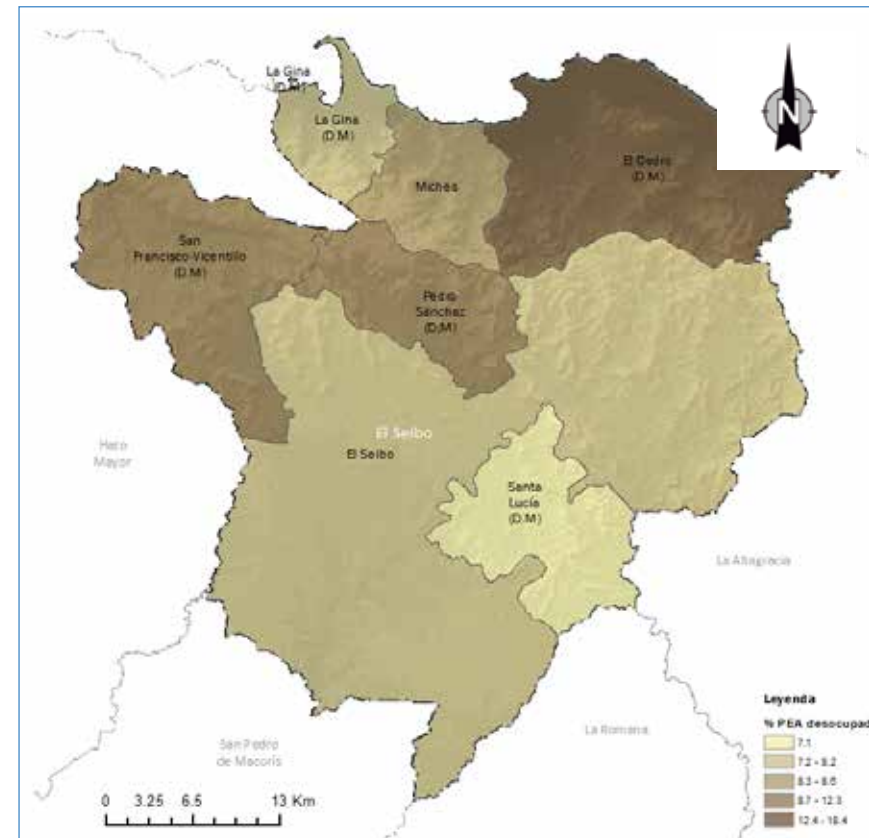 N
La Gina
(D.M)
La Gina
(D.M)
Miches
El Cedro
(D.M)
San
Francisco-Vicentillo
(D.M)
Pedro
Sánchez
(D.M)
El Seibo
El Seibo
Hato
Mayor
Santa
Lucía
(D.M)
La Altagracia
La Romana
San Pedro
de Macorís
0 3.25 6.5 13 Km
Leyenda
% PEA desocupad
7.1
7.2 - 8.2
8.3 - 8.6
8.7 - 12.3
12.4 - 18.4